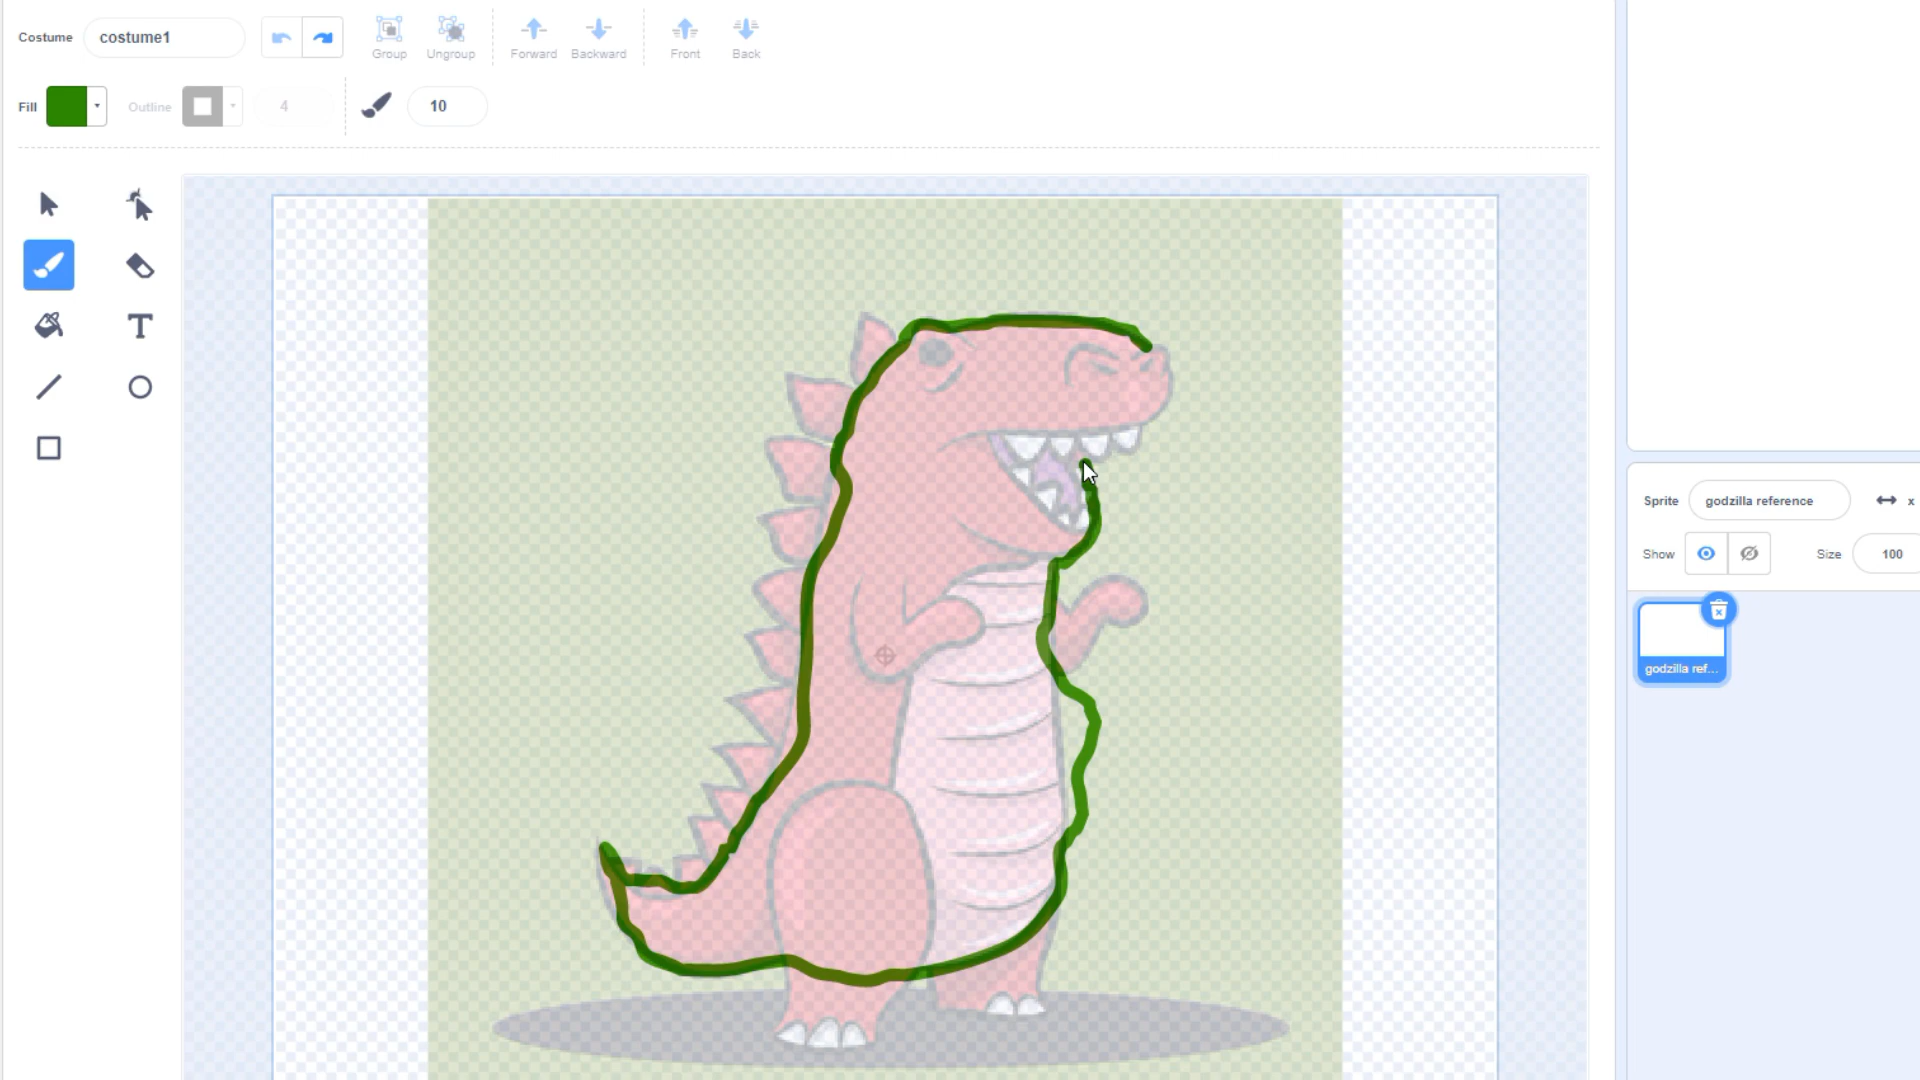 Costume costume1
Group Ungroup Forward Backward Front Back
Fill Outline 4 10
Sprite godzilla reference x
Show Size 100
godzilla ref...